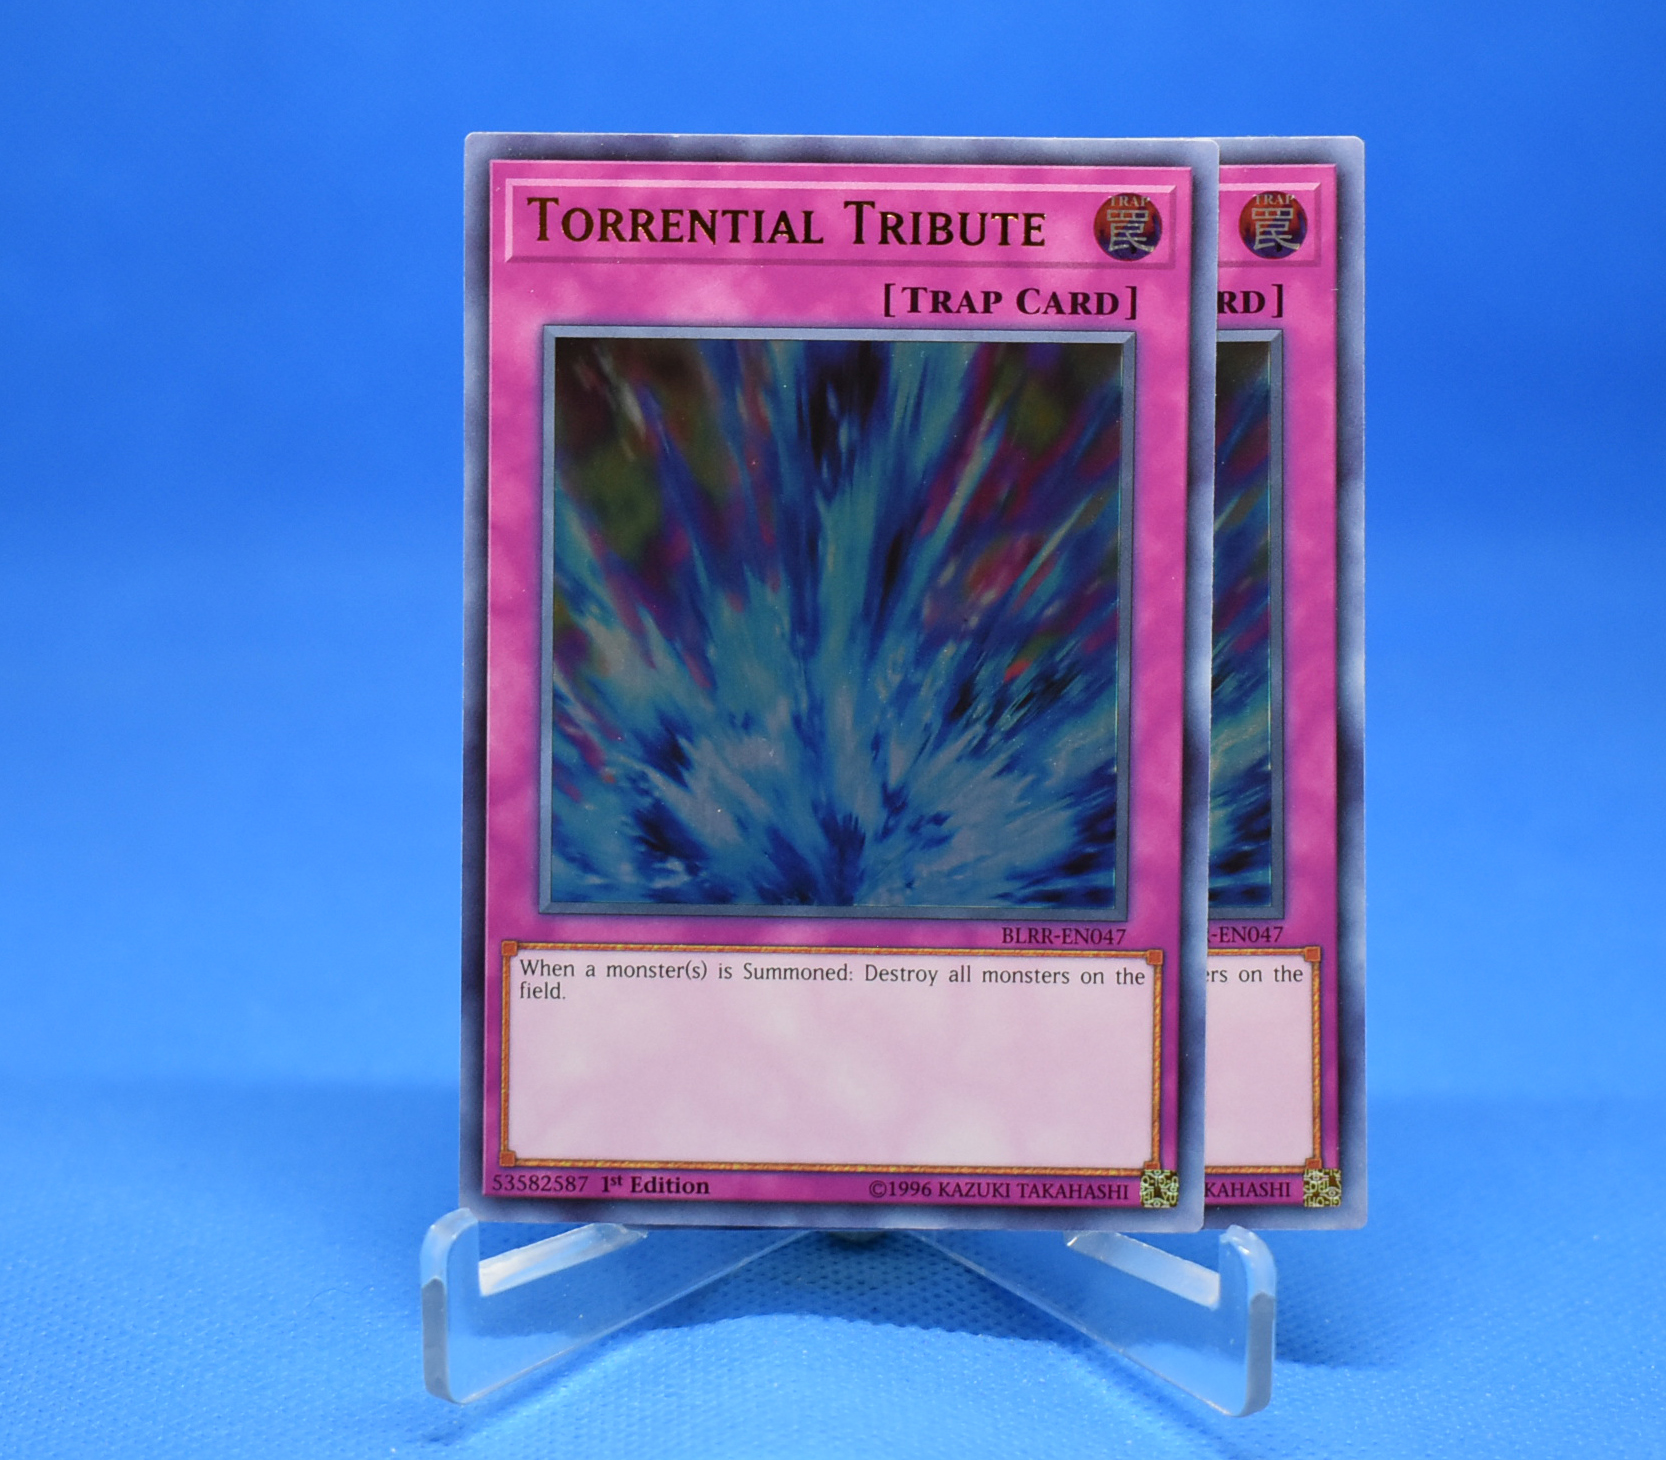 TORRENTIAL TRIBUTE
TRAP
罠
[TRAP CARD]
BLRR-EN047
When a monster(s) is Summoned: Destroy all monsters on the
field.
53582587 1st Edition
©1996 KAZUKI TAKAHASHI
TRAP
罠
RD]
-EN047
rs on the
KAHASHI